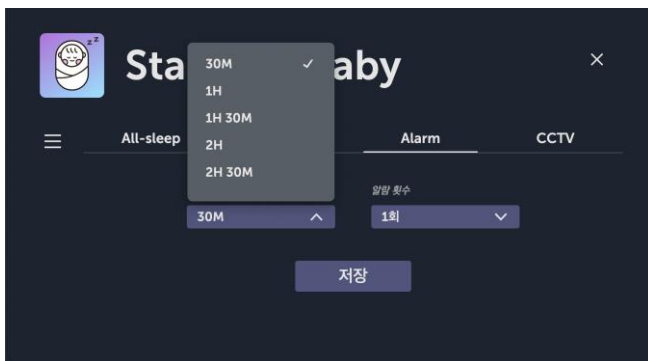 Sta aby
All-sleep Alarm CCTV
30M
1H
1H 30M
2H
2H 30M
알람 횟수
30M 1회
저장